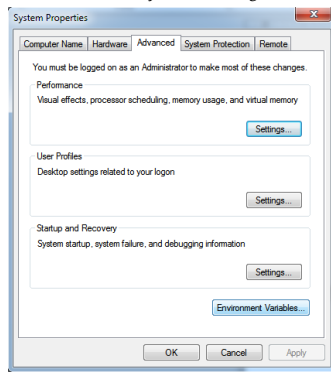 System Properties
Computer Name Hardware Advanced System Protection Remote
You must be logged on as an Administrator to make most of these changes.
Performance
Visual effects, processor scheduling, memory usage, and virtual memory
Settings...
User Profiles
Desktop settings related to your logon
Settings...
Startup and Recovery
System startup, system failure, and debugging information
Settings...
Environment Variables...
OK Cancel Apply